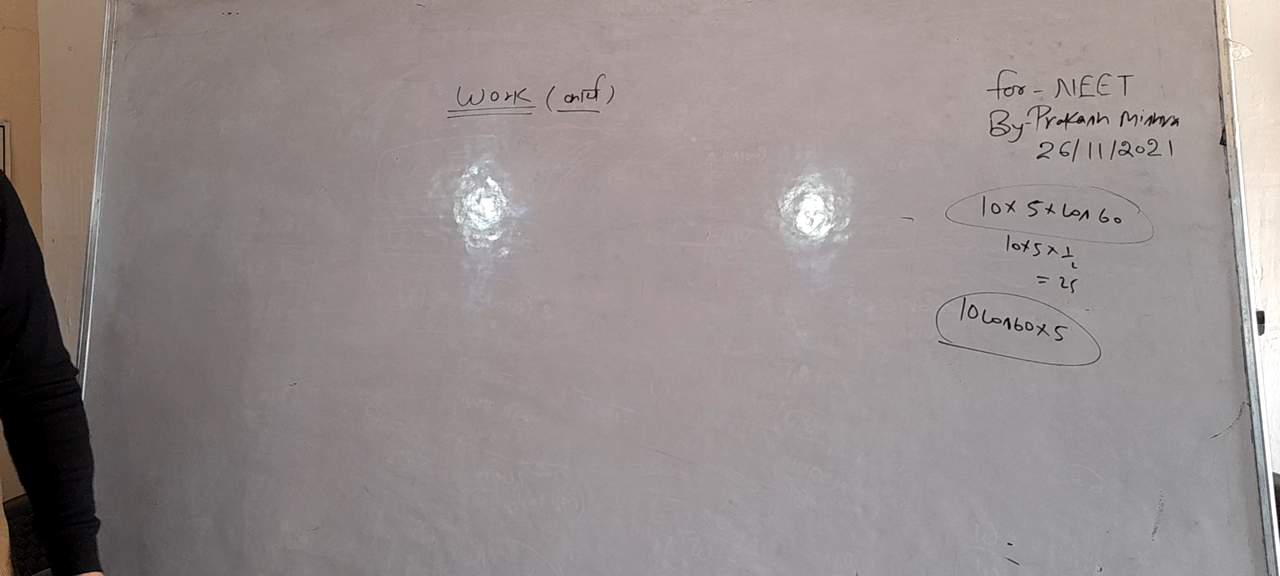 Work (कार्य)
for - NEET
By - Prakash Mishra
26/11/2021
10 × 5 × cos 60
10 × 5 × 1/2
= 25
10 cos 60 × 5